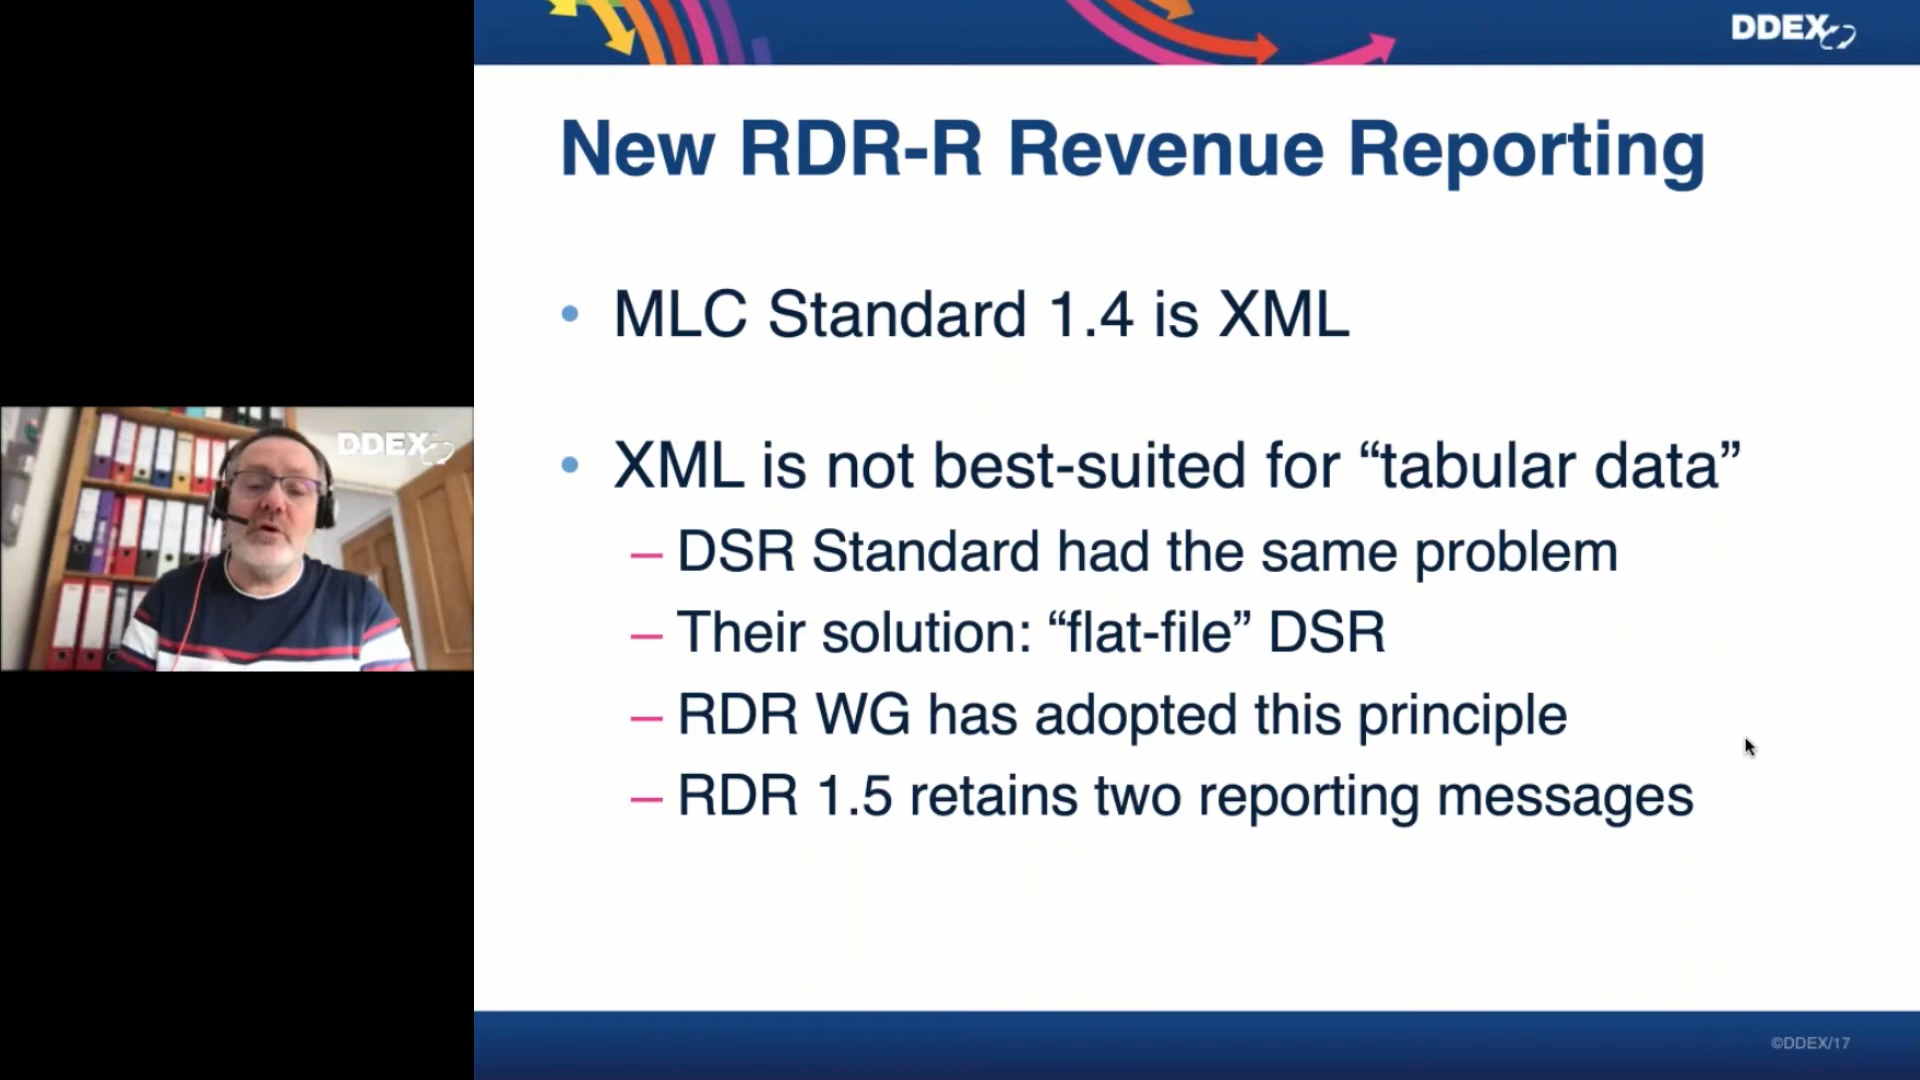 DDEX
New RDR-R Revenue Reporting
• MLC Standard 1.4 is XML
• XML is not best-suited for “tabular data”
– DSR Standard had the same problem
– Their solution: “flat-file” DSR
– RDR WG has adopted this principle
– RDR 1.5 retains two reporting messages
DDEX
©DDEX/17